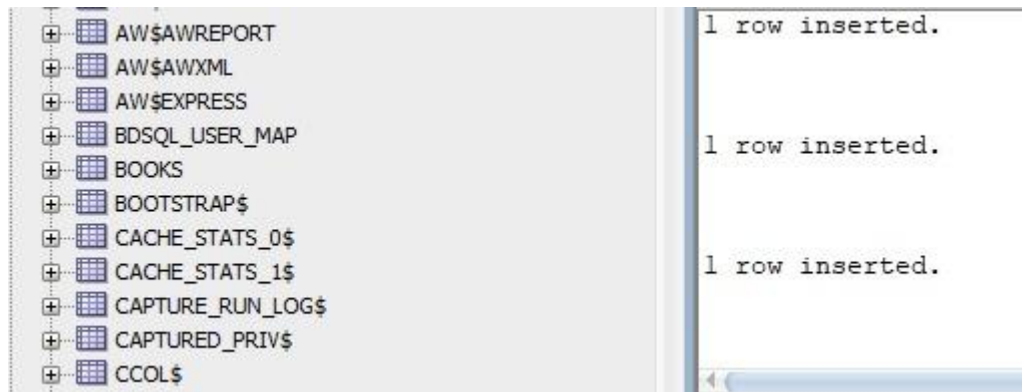 AW$AWREPORT
AW$AWXML
AW$EXPRESS
BDSQL_USER_MAP
BOOKS
BOOTSTRAP$
CACHE_STATS_0$
CACHE_STATS_1$
CAPTURE_RUN_LOG$
CAPTURED_PRIV$
CCOL$
1 row inserted.
1 row inserted.
1 row inserted.